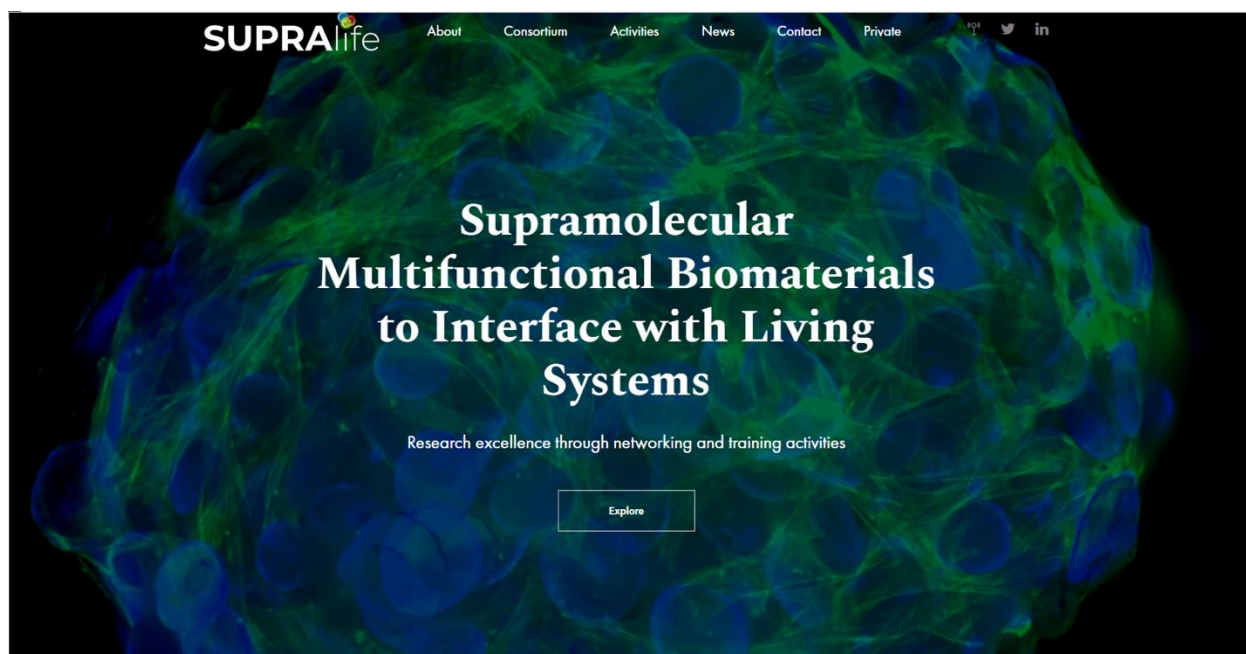 SUPRAlife
About Consortium Activities News Contact Private
in
Supramolecular
Multifunctional Biomaterials
to Interface with Living
Systems
Research excellence through networking and training activities
Explore